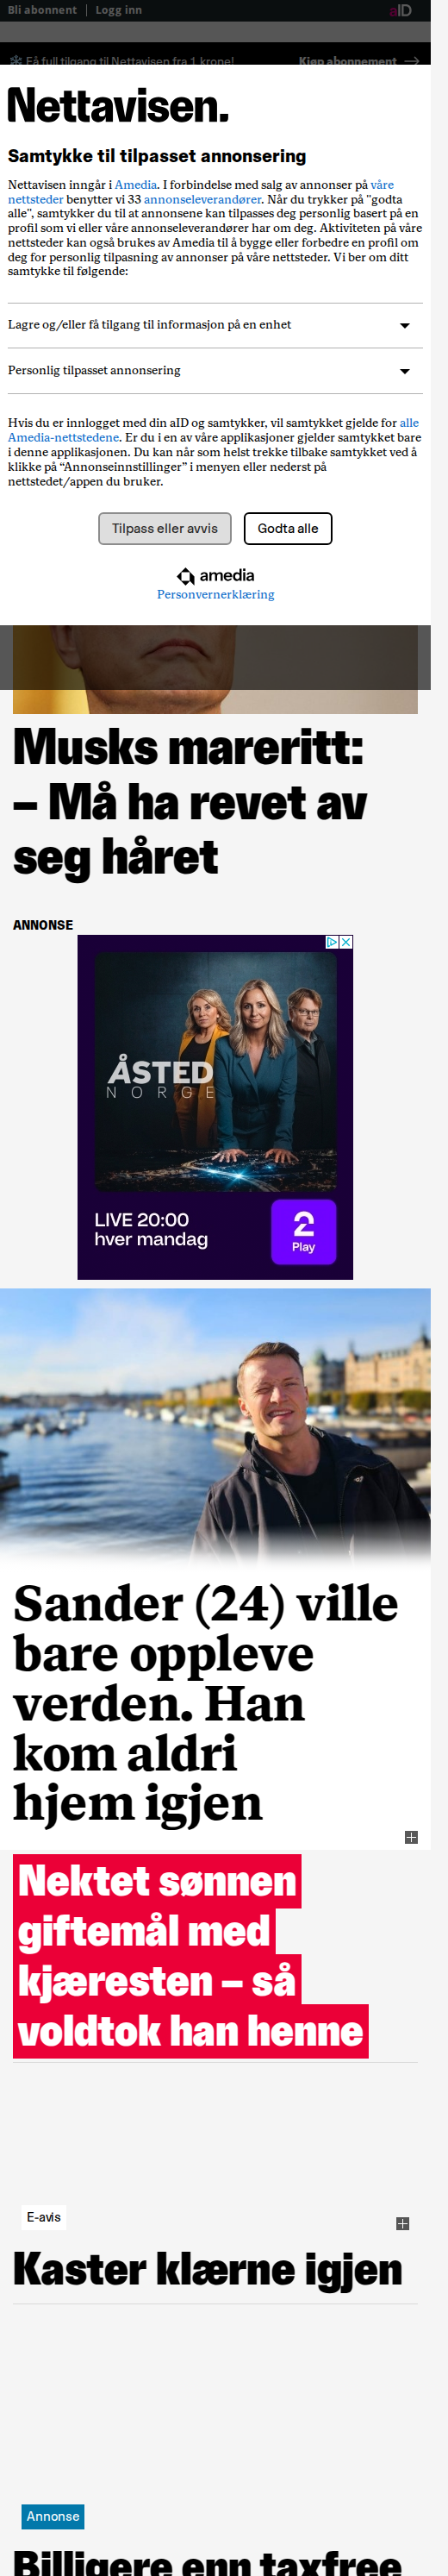 Bli abonnent | Logg inn
aID
Få full tilgang til Nettavisen fra 1 krone!
Kjøp abonnement
Nettavisen.
Samtykke til tilpasset annonsering
Nettavisen inngår i Amedia. I forbindelse med salg av annonser på våre
nettsteder benytter vi 33 annonseleverandører. Når du trykker på "godta
alle", samtykker du til at annonsene kan tilpasses deg personlig basert på en
profil som vi eller våre annonseleverandører har om deg. Aktiviteten på våre
nettsteder kan også brukes av Amedia til å bygge eller forbedre en profil om
deg for personlig tilpasning av annonser på våre nettsteder. Vi ber om ditt
samtykke til følgende:
Lagre og/eller få tilgang til informasjon på en enhet
Personlig tilpasset annonsering
Hvis du er innlogget med din aID og samtykker, vil samtykket gjelde for alle
Amedia-nettstedene. Er du i en av våre applikasjoner gjelder samtykket bare
i denne applikasjonen. Du kan når som helst trekke tilbake samtykket ved å
klikke på “Annonseinnstillinger” i menyen eller nederst på
nettstedet/appen du bruker.
Tilpass eller avvis
Godta alle
amedia
Personvernerklæring
Musks mareritt:
– Må ha revet av
seg håret
ANNONSE
ÅSTED
NORGE
LIVE 20:00
hver mandag
2
Play
Sander (24) ville
bare oppleve
verden. Han
kom aldri
hjem igjen
Nektet sønnen
giftemål med
kjæresten – så
voldtok han henne
E-avis
Kaster klærne igjen
Annonse
Billigere enn taxfree